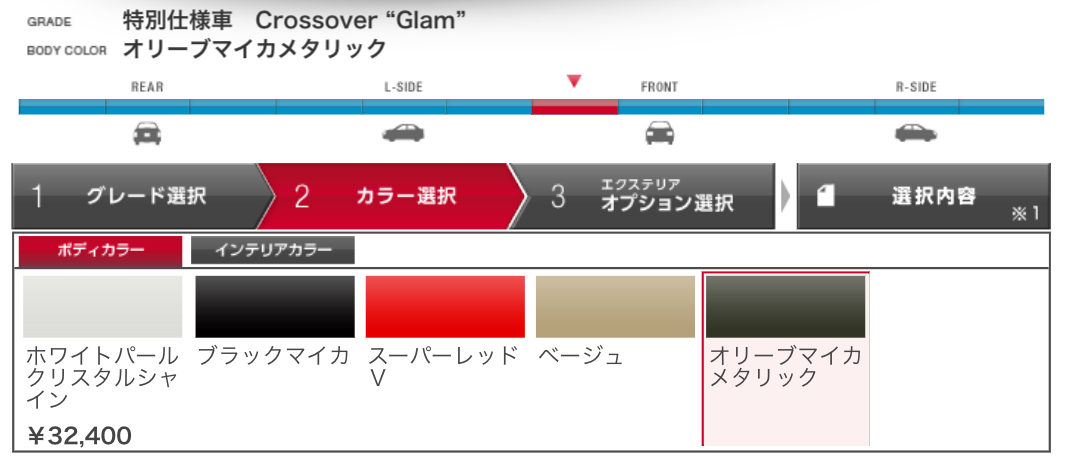 GRADE 特別仕様車 Crossover “Glam”
BODY COLOR オリーブマイカメタリック
REAR L-SIDE FRONT R-SIDE
1 グレード選択 2 カラー選択 3 エクステリア
オプション選択 選択内容
※1
ボディカラー インテリアカラー
ホワイトパール ブラックマイカ スーパーレッド ベージュ オリーブマイカ
クリスタルシャ V メタリック
イン
¥32,400